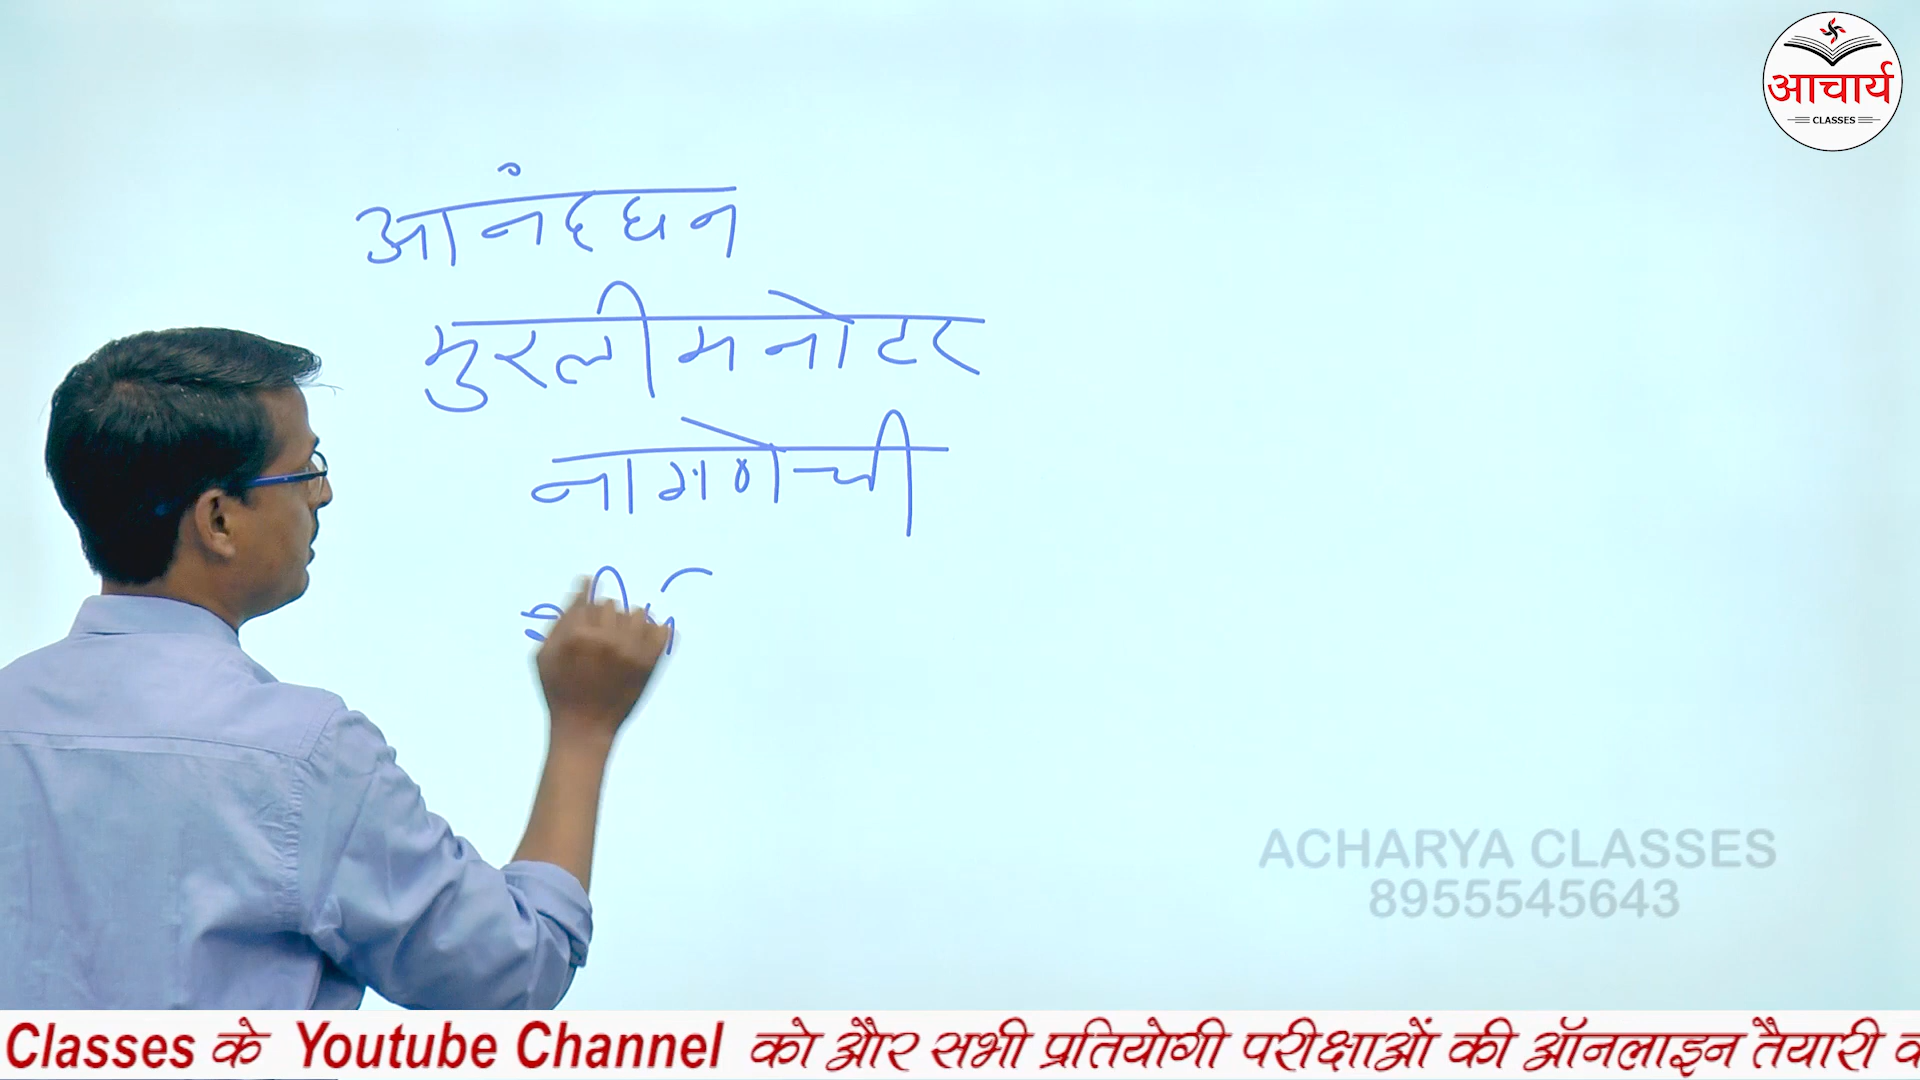 आचार्य
CLASSES
आनंदघन
मुरलीमनोहर
नागणेची
ACHARYA CLASSES
8955545643
Classes के Youtube Channel को और सभी प्रतियोगी परीक्षाओं की ऑनलाइन तैयारी